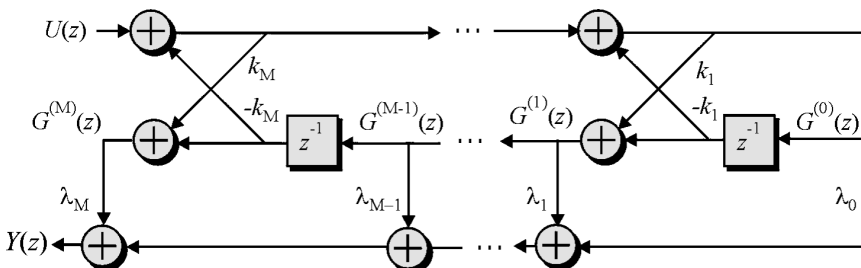 U(z) ... 
k_M k_1
-k_M -k_1
G^(M)(z) z^-1 G^(M-1)(z) ... G^(1)(z) z^-1 G^(0)(z)
λ_M λ_M–1 λ_1 λ_0
Y(z) ...